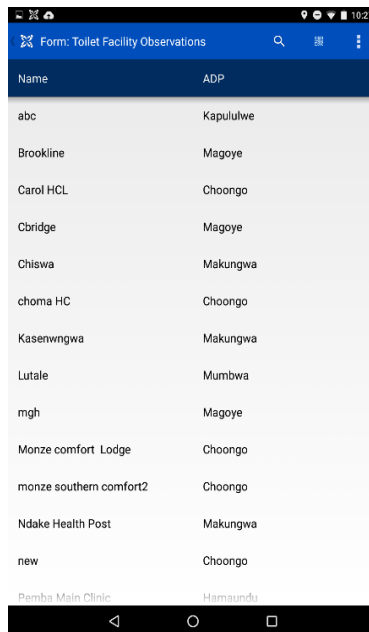 10:2
Form: Toilet Facility Observations
Name ADP
abc Kapululwe
Brookline Magoye
Carol HCL Choongo
Cbridge Magoye
Chiswa Makungwa
choma HC Choongo
Kasenwngwa Makungwa
Lutale Mumbwa
mgh Magoye
Monze comfort Lodge Choongo
monze southern comfort2 Choongo
Ndake Health Post Makungwa
new Choongo
Pemba Main Clinic Hamaundu